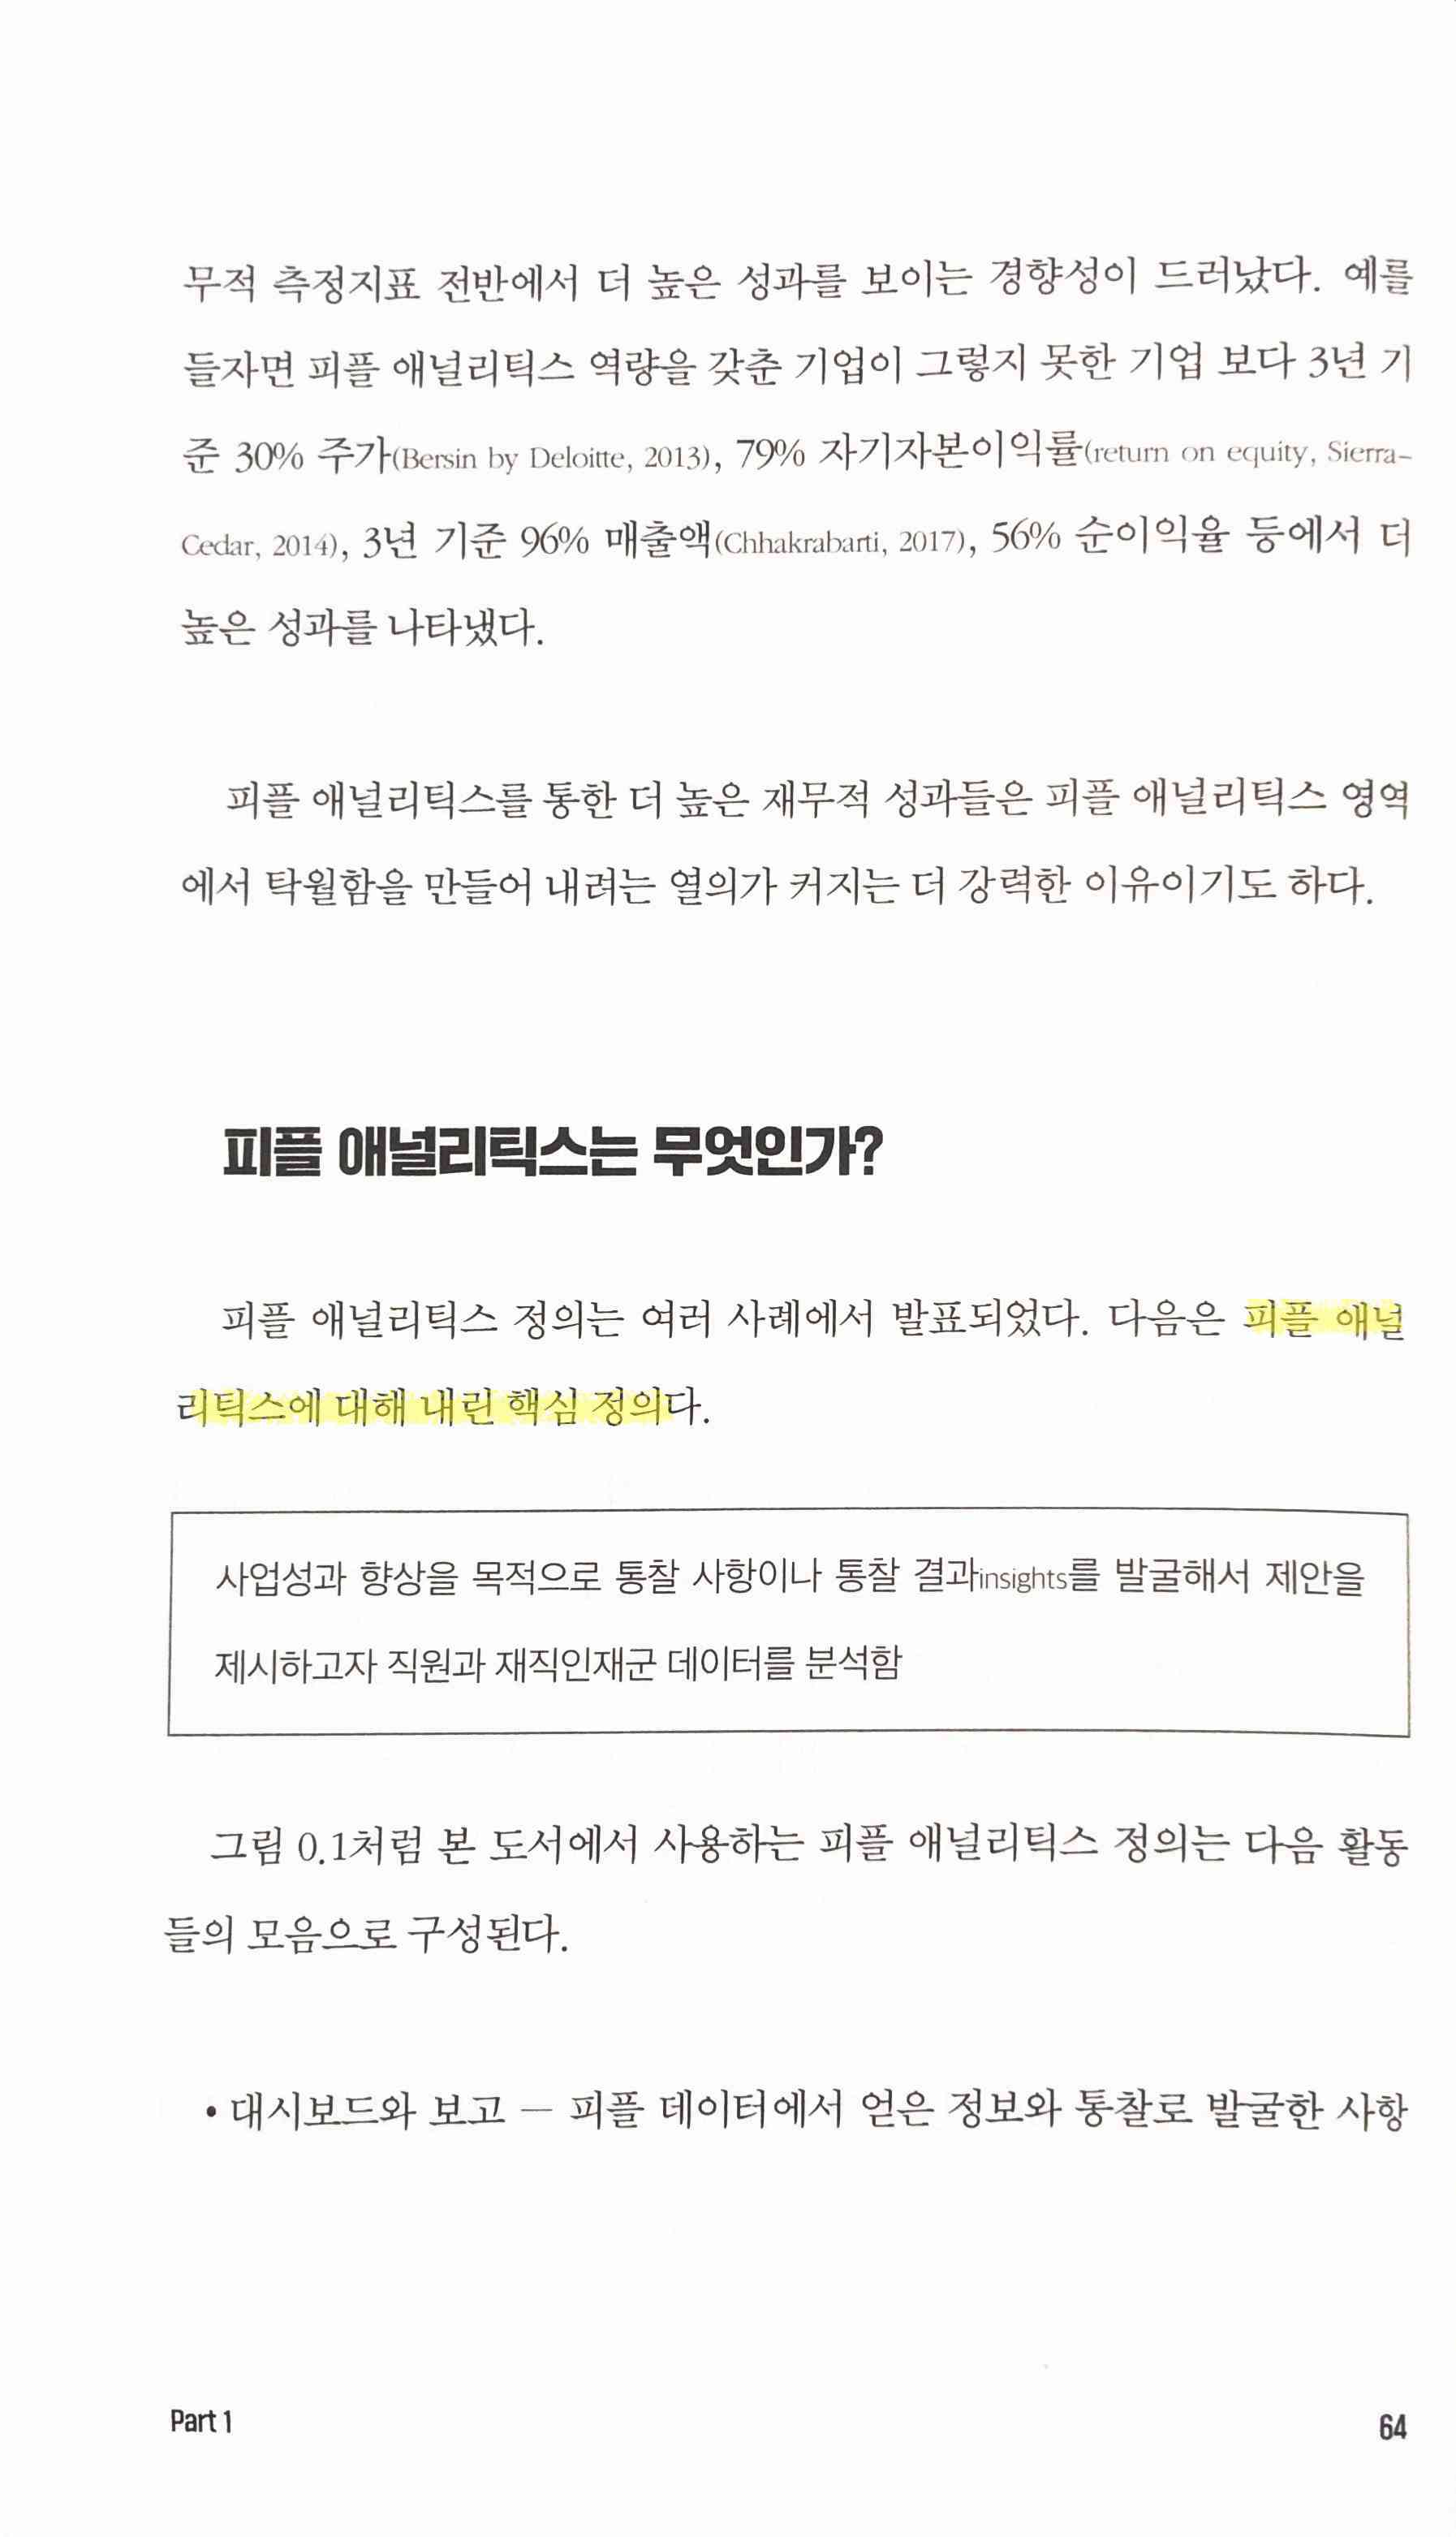 무적 측정지표 전반에서 더 높은 성과를 보이는 경향성이 드러났다. 예를
들자면 피플 애널리틱스 역량을 갖춘 기업이 그렇지 못한 기업 보다 3년 기
준 30% 주가(Bersin by Deloitte, 2013), 79% 자기자본이익률(return on equity, Sierra-
Cedar, 2014), 3년 기준 96% 매출액(Chhakrabarti, 2017), 56% 순이익율 등에서 더
높은 성과를 나타냈다.
피플 애널리틱스를 통한 더 높은 재무적 성과들은 피플 애널리틱스 영역
에서 탁월함을 만들어 내려는 열의가 커지는 더 강력한 이유이기도 하다.
피플 애널리틱스는 무엇인가?
피플 애널리틱스 정의는 여러 사례에서 발표되었다. 다음은 피플 애널
리틱스에 대해 내린 핵심 정의다.
사업성과 향상을 목적으로 통찰 사항이나 통찰 결과insights를 발굴해서 제안을
제시하고자 직원과 재직인재군 데이터를 분석함
그림 0.1처럼 본 도서에서 사용하는 피플 애널리틱스 정의는 다음 활동
들의 모음으로 구성된다.
• 대시보드와 보고 — 피플 데이터에서 얻은 정보와 통찰로 발굴한 사항
Part 1
64